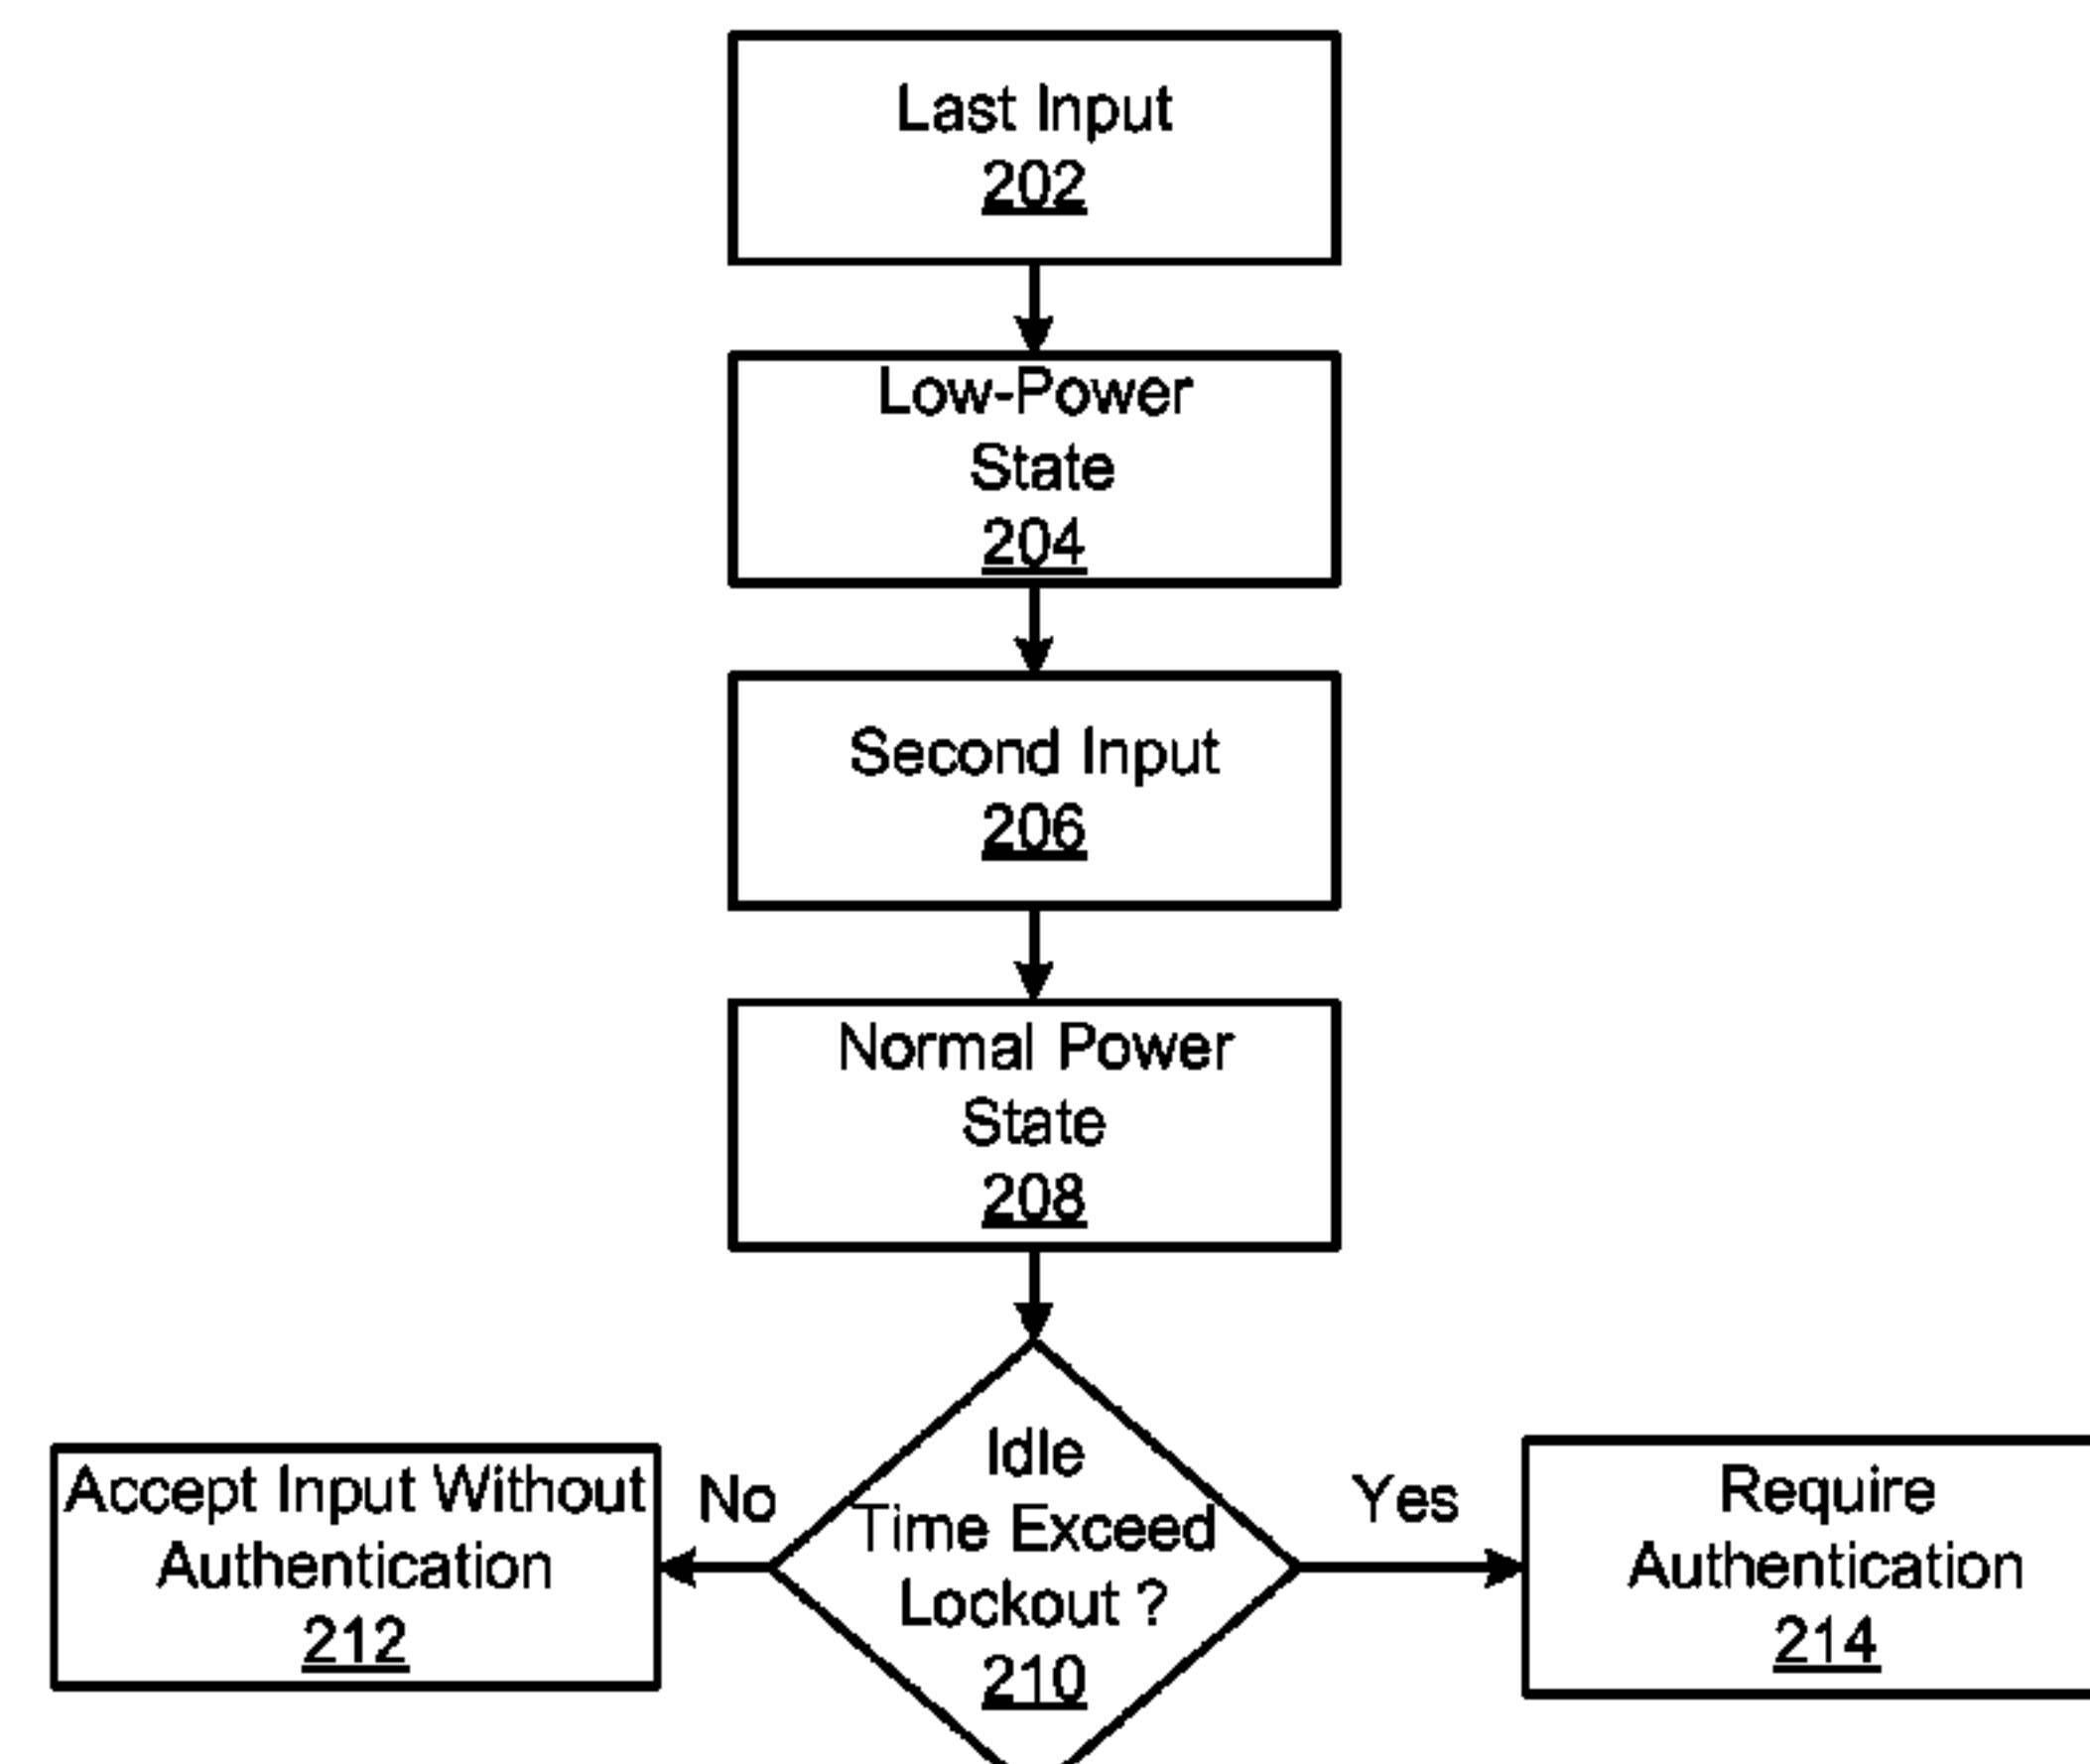 Last Input
202
Low-Power
State
204
Second Input
206
Normal Power
State
208
Idle
Time Exceed
Lockout ?
210
No
Accept Input Without
Authentication
212
Yes
Require
Authentication
214